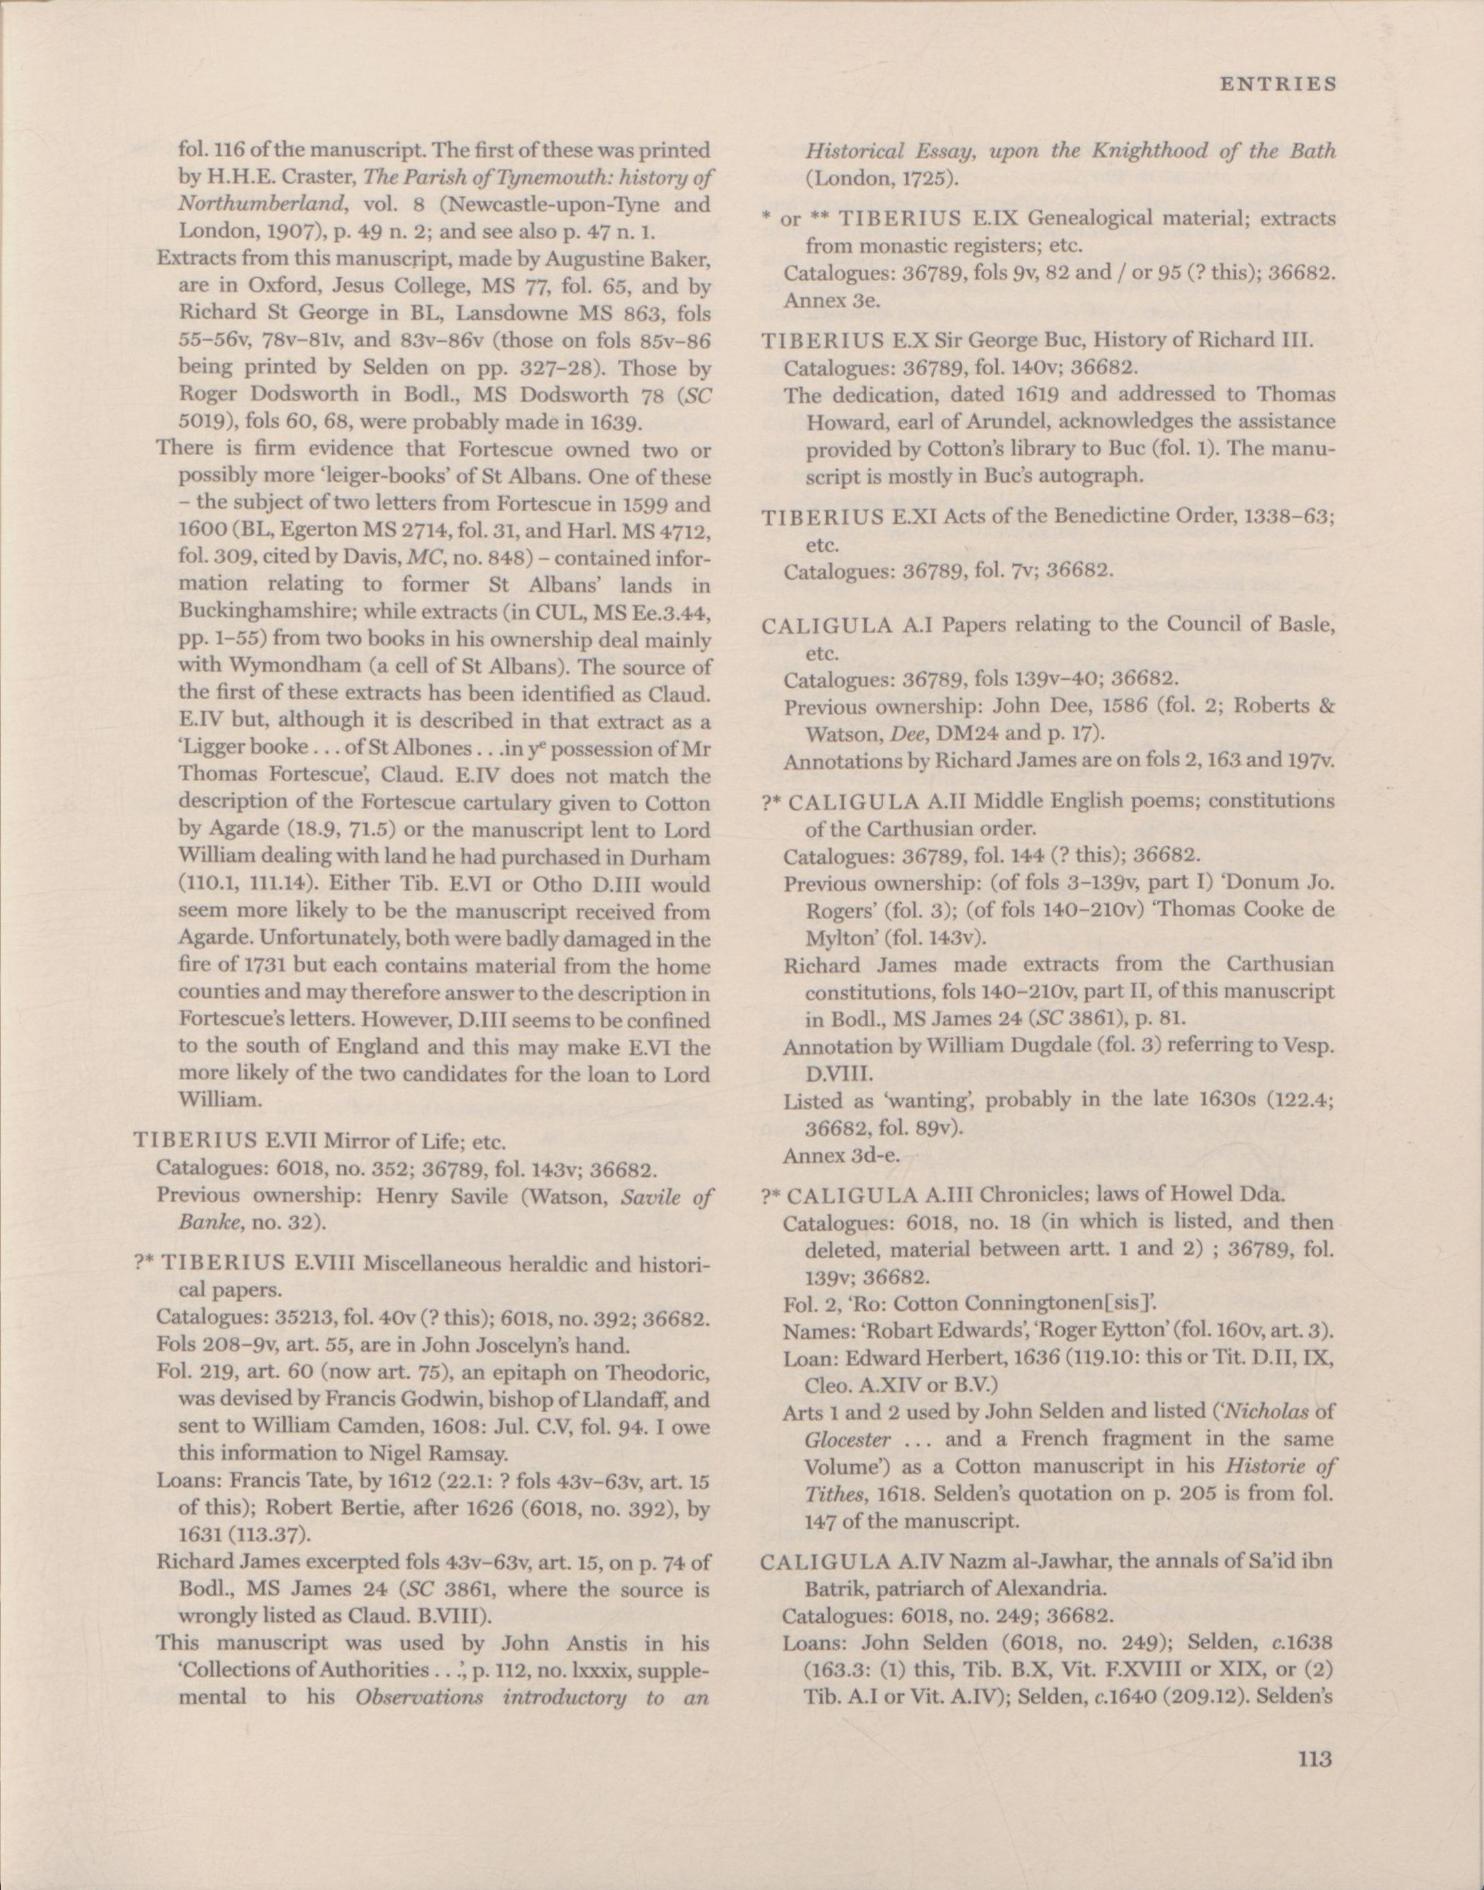 ENTRIES
fol. 116 of the manuscript. The first of these was printed
by H.H.E. Craster, The Parish of Tynemouth: history of
Northumberland, vol. 8 (Newcastle-upon-Tyne and
London, 1907), p. 49 n. 2; and see also p. 47 n. 1.
Extracts from this manuscript, made by Augustine Baker,
are in Oxford, Jesus College, MS 77, fol. 65, and by
Richard St George in BL, Lansdowne MS 863, fols
55–56v, 78v–81v, and 83v–86v (those on fols 85v–86
being printed by Selden on pp. 327–28). Those by
Roger Dodsworth in Bodl., MS Dodsworth 78 (SC
5019), fols 60, 68, were probably made in 1639.
There is firm evidence that Fortescue owned two or
possibly more ‘leiger-books’ of St Albans. One of these
– the subject of two letters from Fortescue in 1599 and
1600 (BL, Egerton MS 2714, fol. 31, and Harl. MS 4712,
fol. 309, cited by Davis, MC, no. 848) – contained infor-
mation relating to former St Albans’ lands in
Buckinghamshire; while extracts (in CUL, MS Ee.3.44,
pp. 1–55) from two books in his ownership deal mainly
with Wymondham (a cell of St Albans). The source of
the first of these extracts has been identified as Claud.
E.IV but, although it is described in that extract as a
‘Ligger booke . . . of St Albones . . .in yᵉ possession of Mr
Thomas Fortescue’, Claud. E.IV does not match the
description of the Fortescue cartulary given to Cotton
by Agarde (18.9, 71.5) or the manuscript lent to Lord
William dealing with land he had purchased in Durham
(110.1, 111.14). Either Tib. E.VI or Otho D.III would
seem more likely to be the manuscript received from
Agarde. Unfortunately, both were badly damaged in the
fire of 1731 but each contains material from the home
counties and may therefore answer to the description in
Fortescue’s letters. However, D.III seems to be confined
to the south of England and this may make E.VI the
more likely of the two candidates for the loan to Lord
William.
TIBERIUS E.VII Mirror of Life; etc.
Catalogues: 6018, no. 352; 36789, fol. 143v; 36682.
Previous ownership: Henry Savile (Watson, Savile of
Banke, no. 32).
?* TIBERIUS E.VIII Miscellaneous heraldic and histori-
cal papers.
Catalogues: 35213, fol. 40v (? this); 6018, no. 392; 36682.
Fols 208–9v, art. 55, are in John Joscelyn’s hand.
Fol. 219, art. 60 (now art. 75), an epitaph on Theodoric,
was devised by Francis Godwin, bishop of Llandaff, and
sent to William Camden, 1608: Jul. C.V, fol. 94. I owe
this information to Nigel Ramsay.
Loans: Francis Tate, by 1612 (22.1: ? fols 43v–63v, art. 15
of this); Robert Bertie, after 1626 (6018, no. 392), by
1631 (113.37).
Richard James excerpted fols 43v–63v, art. 15, on p. 74 of
Bodl., MS James 24 (SC 3861, where the source is
wrongly listed as Claud. B.VIII).
This manuscript was used by John Anstis in his
‘Collections of Authorities . . .’, p. 112, no. lxxxix, supple-
mental to his Observations introductory to an
Historical Essay, upon the Knighthood of the Bath
(London, 1725).
* or ** TIBERIUS E.IX Genealogical material; extracts
from monastic registers; etc.
Catalogues: 36789, fols 9v, 82 and / or 95 (? this); 36682.
Annex 3e.
TIBERIUS E.X Sir George Buc, History of Richard III.
Catalogues: 36789, fol. 140v; 36682.
The dedication, dated 1619 and addressed to Thomas
Howard, earl of Arundel, acknowledges the assistance
provided by Cotton’s library to Buc (fol. 1). The manu-
script is mostly in Buc’s autograph.
TIBERIUS E.XI Acts of the Benedictine Order, 1338–63;
etc.
Catalogues: 36789, fol. 7v; 36682.
CALIGULA A.I Papers relating to the Council of Basle,
etc.
Catalogues: 36789, fols 139v–40; 36682.
Previous ownership: John Dee, 1586 (fol. 2; Roberts &
Watson, Dee, DM24 and p. 17).
Annotations by Richard James are on fols 2, 163 and 197v.
?* CALIGULA A.II Middle English poems; constitutions
of the Carthusian order.
Catalogues: 36789, fol. 144 (? this); 36682.
Previous ownership: (of fols 3–139v, part I) ‘Donum Jo.
Rogers’ (fol. 3); (of fols 140–210v) ‘Thomas Cooke de
Mylton’ (fol. 143v).
Richard James made extracts from the Carthusian
constitutions, fols 140–210v, part II, of this manuscript
in Bodl., MS James 24 (SC 3861), p. 81.
Annotation by William Dugdale (fol. 3) referring to Vesp.
D.VIII.
Listed as ‘wanting’, probably in the late 1630s (122.4;
36682, fol. 89v).
Annex 3d-e.
?* CALIGULA A.III Chronicles; laws of Howel Dda.
Catalogues: 6018, no. 18 (in which is listed, and then
deleted, material between artt. 1 and 2) ; 36789, fol.
139v; 36682.
Fol. 2, ‘Ro: Cotton Conningtonen[sis]’.
Names: ‘Robart Edwards’, ‘Roger Eytton’ (fol. 160v, art. 3).
Loan: Edward Herbert, 1636 (119.10: this or Tit. D.II, IX,
Cleo. A.XIV or B.V.)
Arts 1 and 2 used by John Selden and listed (‘Nicholas of
Glocester ... and a French fragment in the same
Volume’) as a Cotton manuscript in his Historie of
Tithes, 1618. Selden’s quotation on p. 205 is from fol.
147 of the manuscript.
CALIGULA A.IV Nazm al-Jawhar, the annals of Sa’id ibn
Batrik, patriarch of Alexandria.
Catalogues: 6018, no. 249; 36682.
Loans: John Selden (6018, no. 249); Selden, c.1638
(163.3: (1) this, Tib. B.X, Vit. F.XVIII or XIX, or (2)
Tib. A.I or Vit. A.IV); Selden, c.1640 (209.12). Selden’s
113